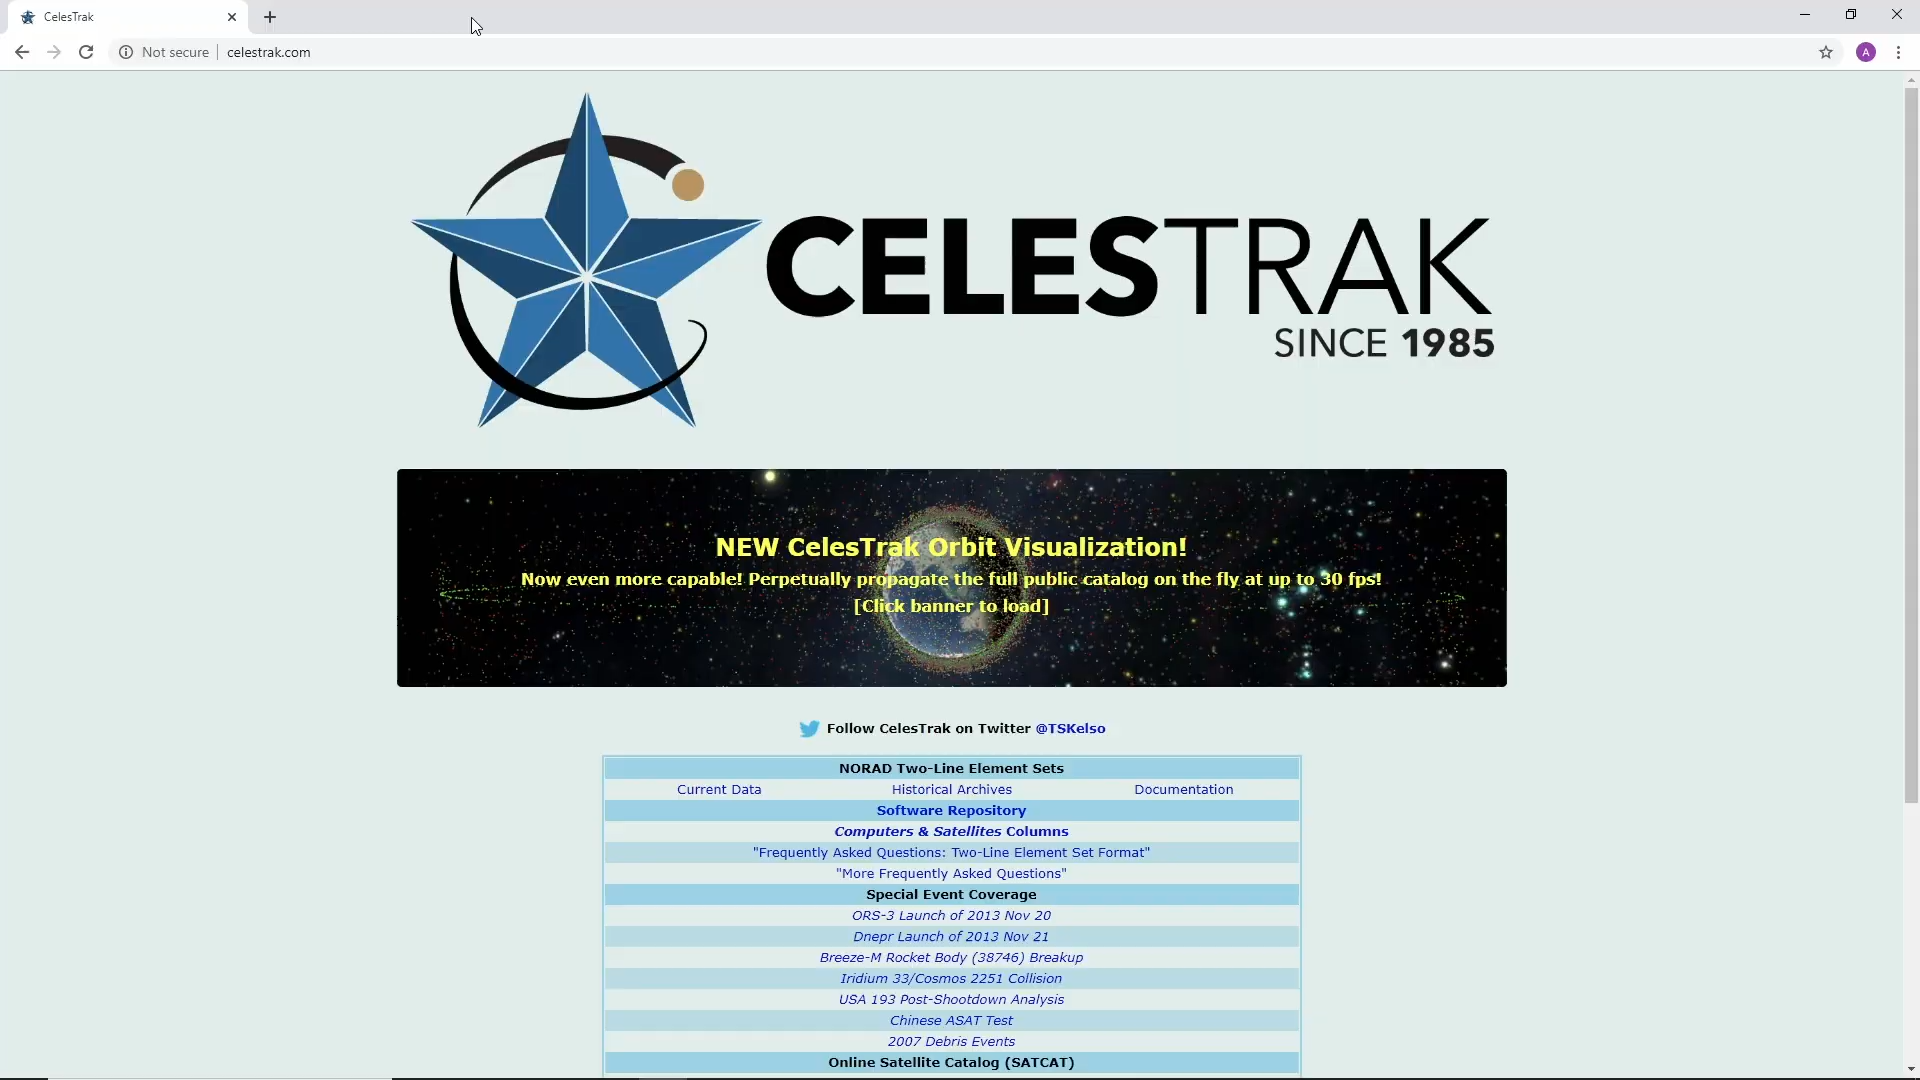 CelesTrak
Not secure
celestrak.com
A
CELESTRAK
SINCE 1985
NEW CelesTrak Orbit Visualization!
Now even more capable! Perpetually propagate the full public catalog on the fly at up to 30 fps!
[Click banner to load]
Follow CelesTrak on Twitter @TSKelso
NORAD Two-Line Element Sets
Current Data Historical Archives Documentation
Software Repository
Computers & Satellites Columns
"Frequently Asked Questions: Two-Line Element Set Format"
"More Frequently Asked Questions"
Special Event Coverage
ORS-3 Launch of 2013 Nov 20
Dnepr Launch of 2013 Nov 21
Breeze-M Rocket Body (38746) Breakup
Iridium 33/Cosmos 2251 Collision
USA 193 Post-Shootdown Analysis
Chinese ASAT Test
2007 Debris Events
Online Satellite Catalog (SATCAT)